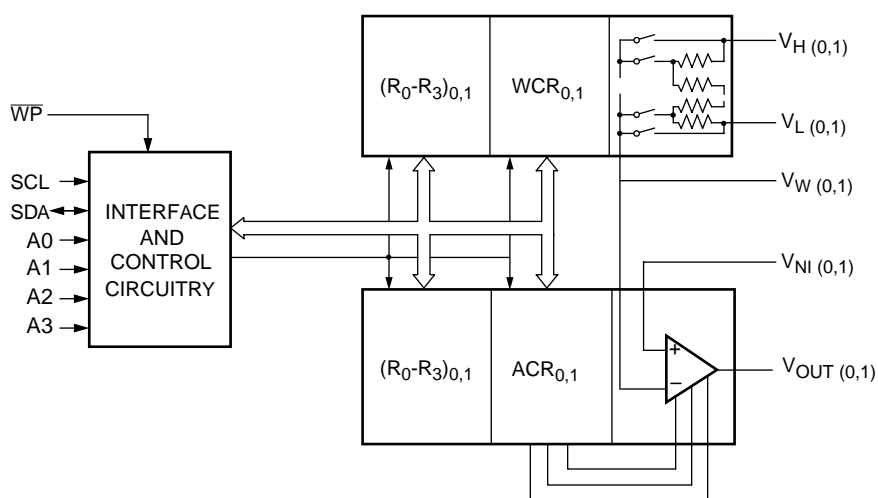 (R0-R3)0,1
WCR0,1
VH (0,1)
VL (0,1)
VW (0,1)
VNI (0,1)
VOUT (0,1)
WP
SCL
SDA
A0
A1
A2
A3
INTERFACE
AND
CONTROL
CIRCUITRY
(R0-R3)0,1
ACR0,1
+
−